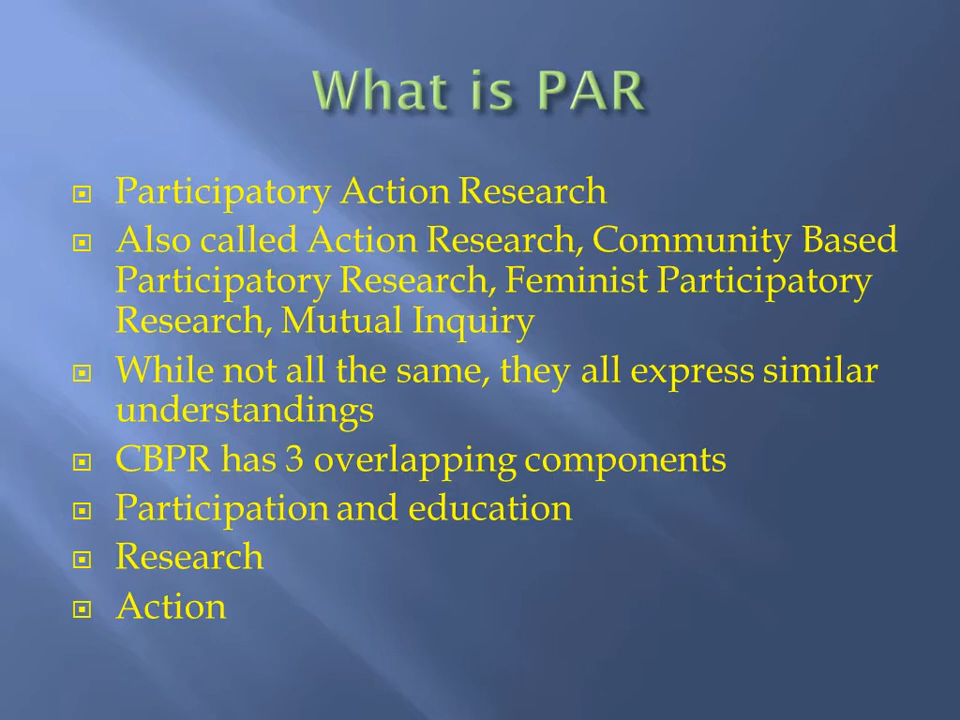 What is PAR
Participatory Action Research
Also called Action Research, Community Based
Participatory Research, Feminist Participatory
Research, Mutual Inquiry
While not all the same, they all express similar
understandings
CBPR has 3 overlapping components
Participation and education
Research
Action